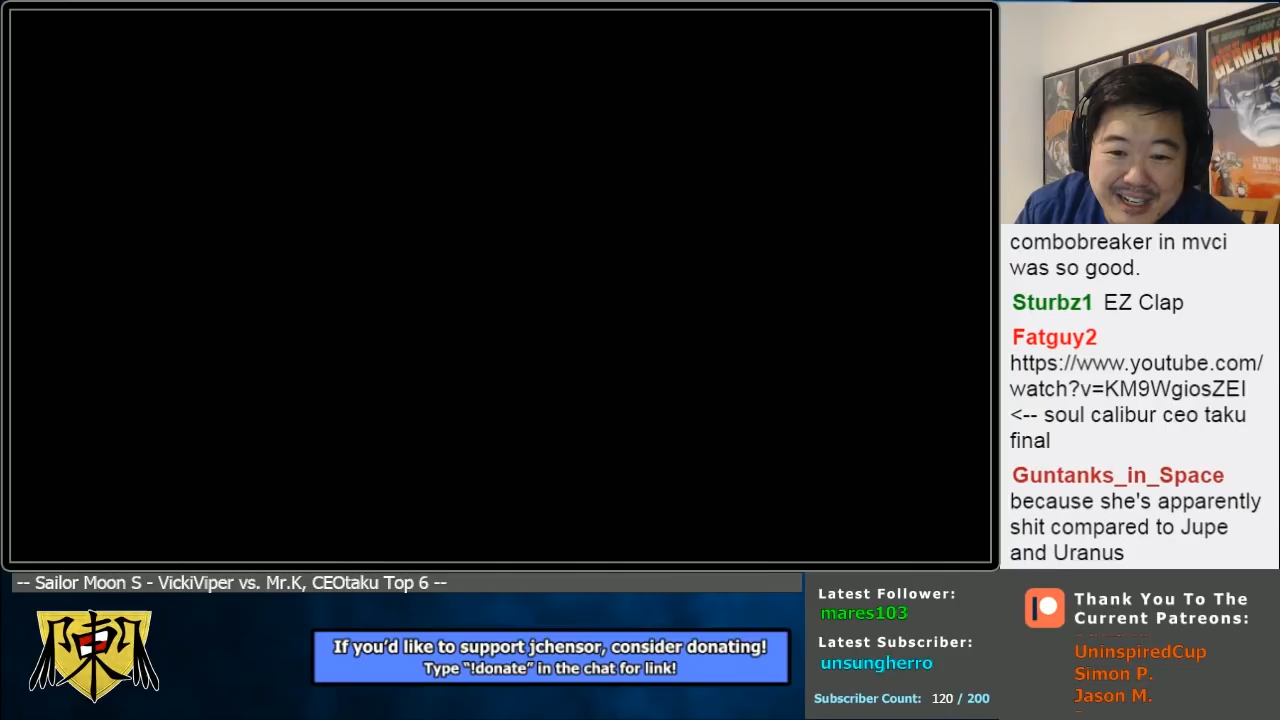 combobreaker in mvci
was so good.
Sturbz1 EZ Clap
Fatguy2
https://www.youtube.com/
watch?v=KM9WgiosZEI
<-- soul calibur ceo taku
final
Guntanks_in_Space
because she's apparently
shit compared to Jupe
and Uranus
-- Sailor Moon S - VickiViper vs. Mr.K, CEOtaku Top 6 --
If you'd like to support jchensor, consider donating!
Type "!donate" in the chat for link!
Latest Follower:
mares103
Latest Subscriber:
unsungherro
Subscriber Count: 120 / 200
Thank You To The
Current Patreons:
UninspiredCup
Simon P.
Jason M.